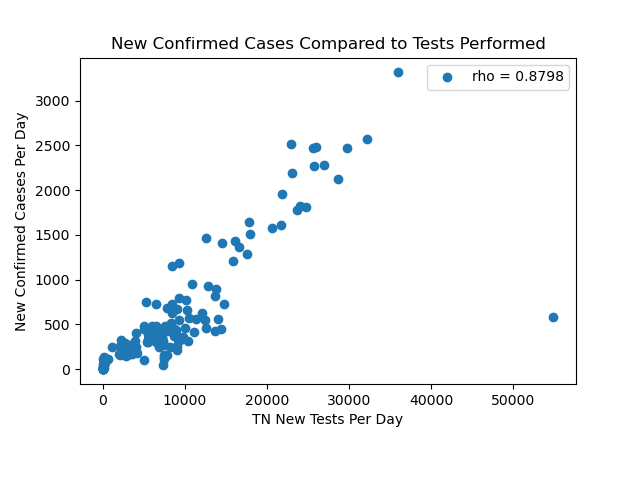 New Confirmed Cases Compared to Tests Performed
rho = 0.8798
New Confirmed Caeses Per Day
3000
2500
2000
1500
1000
500
0
0 10000 20000 30000 40000 50000
TN New Tests Per Day